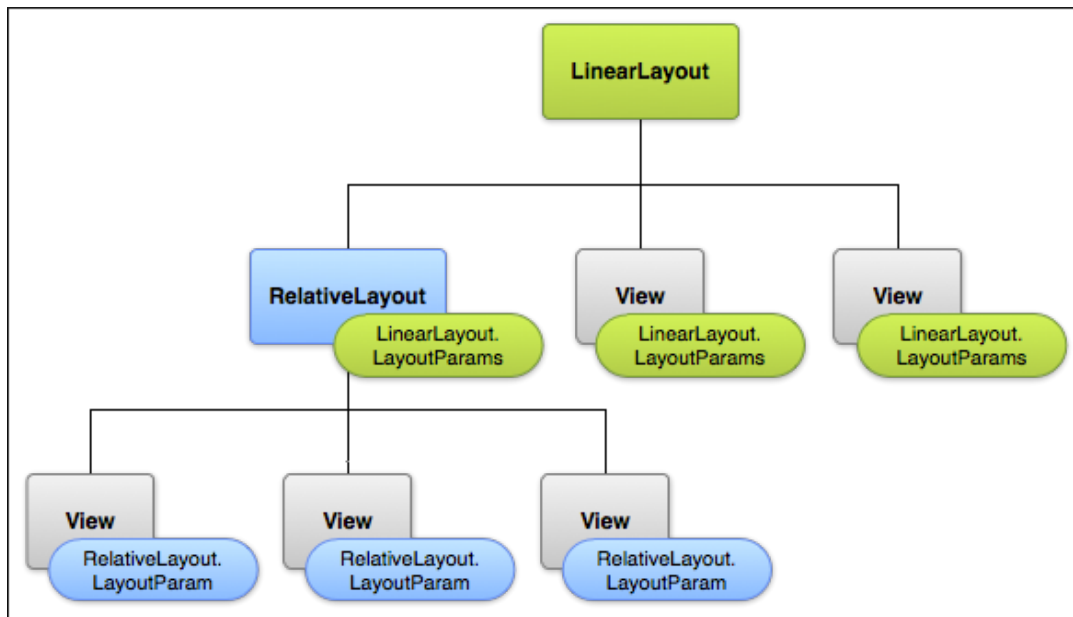 LinearLayout
RelativeLayout
LinearLayout.
LayoutParams
View
LinearLayout.
LayoutParams
View
LinearLayout.
LayoutParams
View
RelativeLayout.
LayoutParam
View
RelativeLayout.
LayoutParam
View
RelativeLayout.
LayoutParam